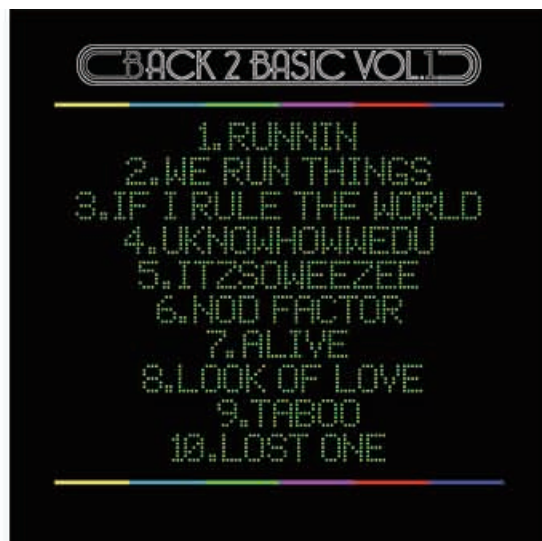 BACK 2 BASIC VOL.1
1.RUNNIN
2.WE RUN THINGS
3.IF I RULE THE WORLD
4.UKNOWHOWWEDU
5.ITZSOWEEZEE
6.NOD FACTOR
7.ALIVE
8.LOOK OF LOVE
9.TABOO
10.LOST ONE